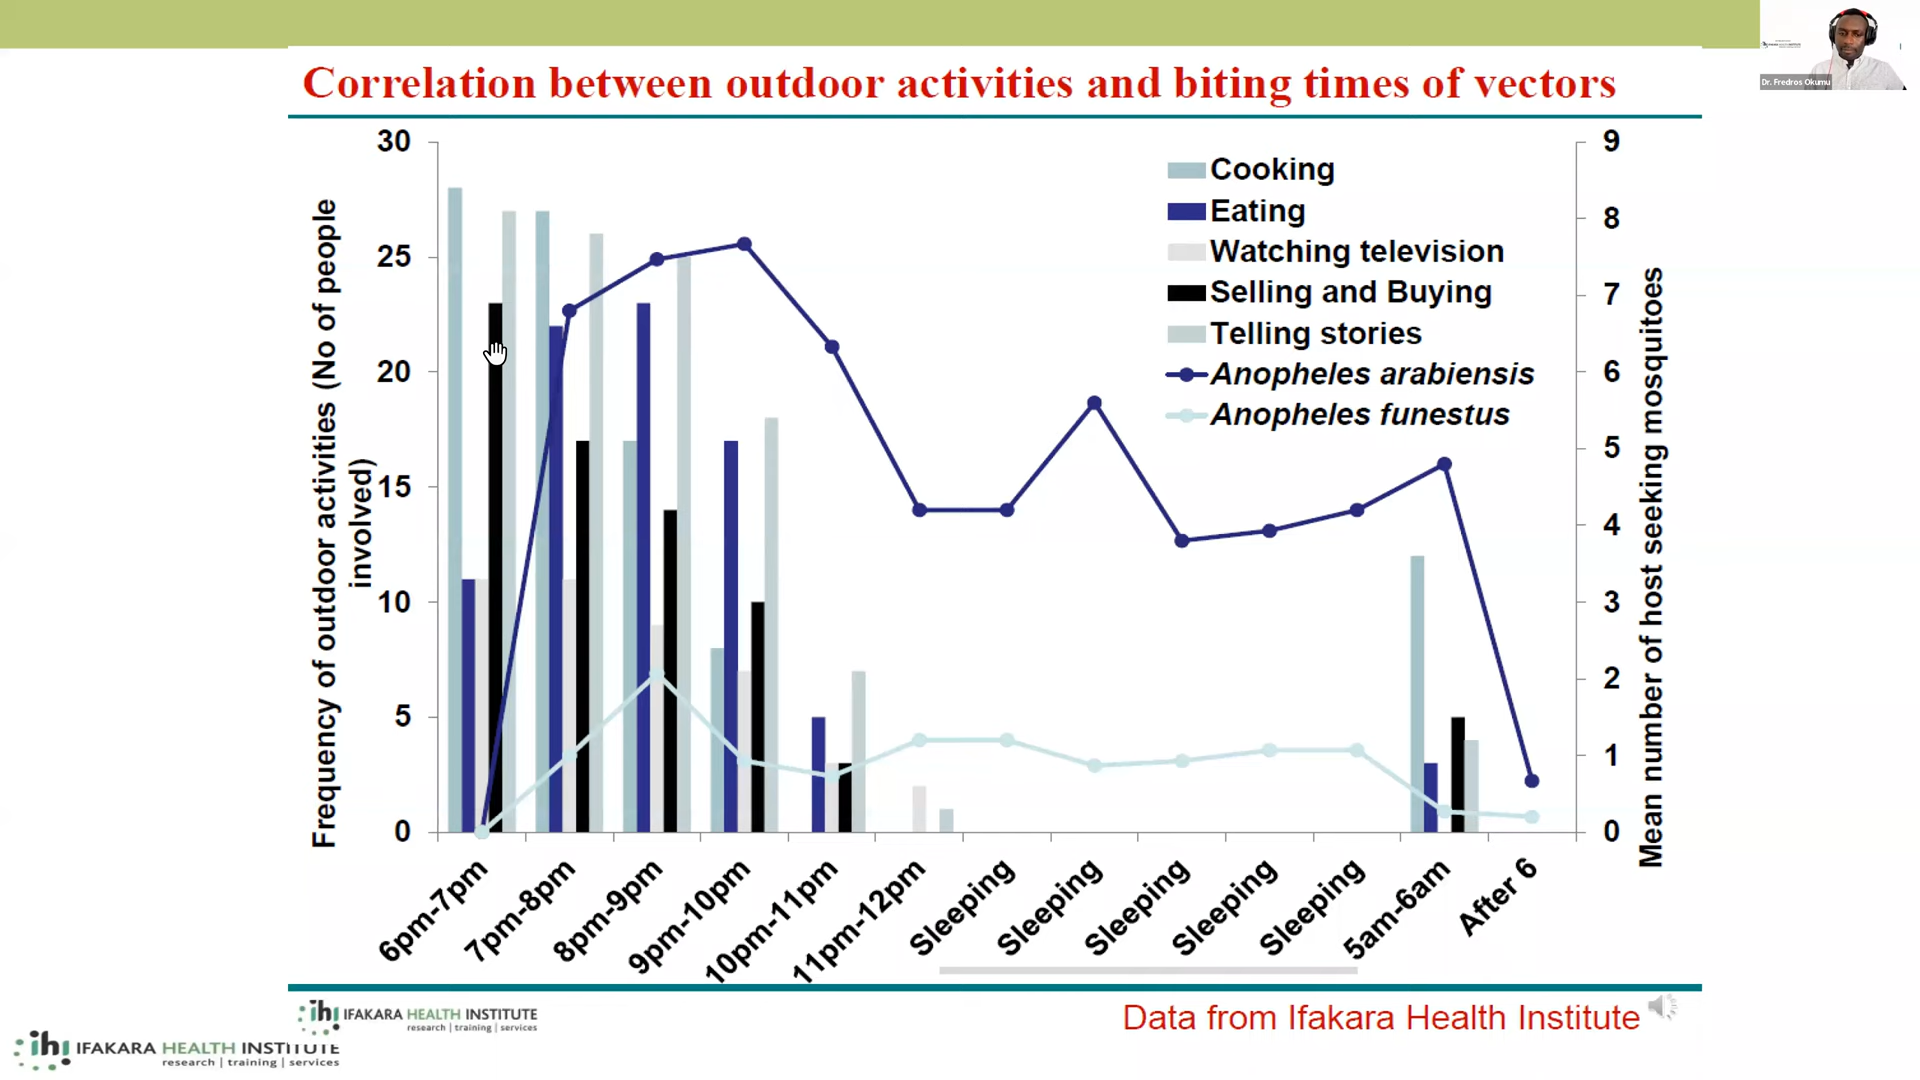 Dr. Fredros Okumu
Correlation between outdoor activities and biting times of vectors
Frequency of outdoor activities (No of people
involved)
30
25
20
15
10
5
0
Cooking
Eating
Watching television
Selling and Buying
Telling stories
Anopheles arabiensis
Anopheles funestus
9
8
7
6
5
4
3
2
1
0
Mean number of host seeking mosquitoes
6pm-7pm
7pm-8pm
8pm-9pm
9pm-10pm
10pm-11pm
11pm-12pm
Sleeping
Sleeping
Sleeping
Sleeping
Sleeping
5am-6am
After 6
ihi IFAKARA HEALTH INSTITUTE
research | training | services
Data from Ifakara Health Institute
ihi IFAKARA HEALTH INSTITUTE
research | training | services